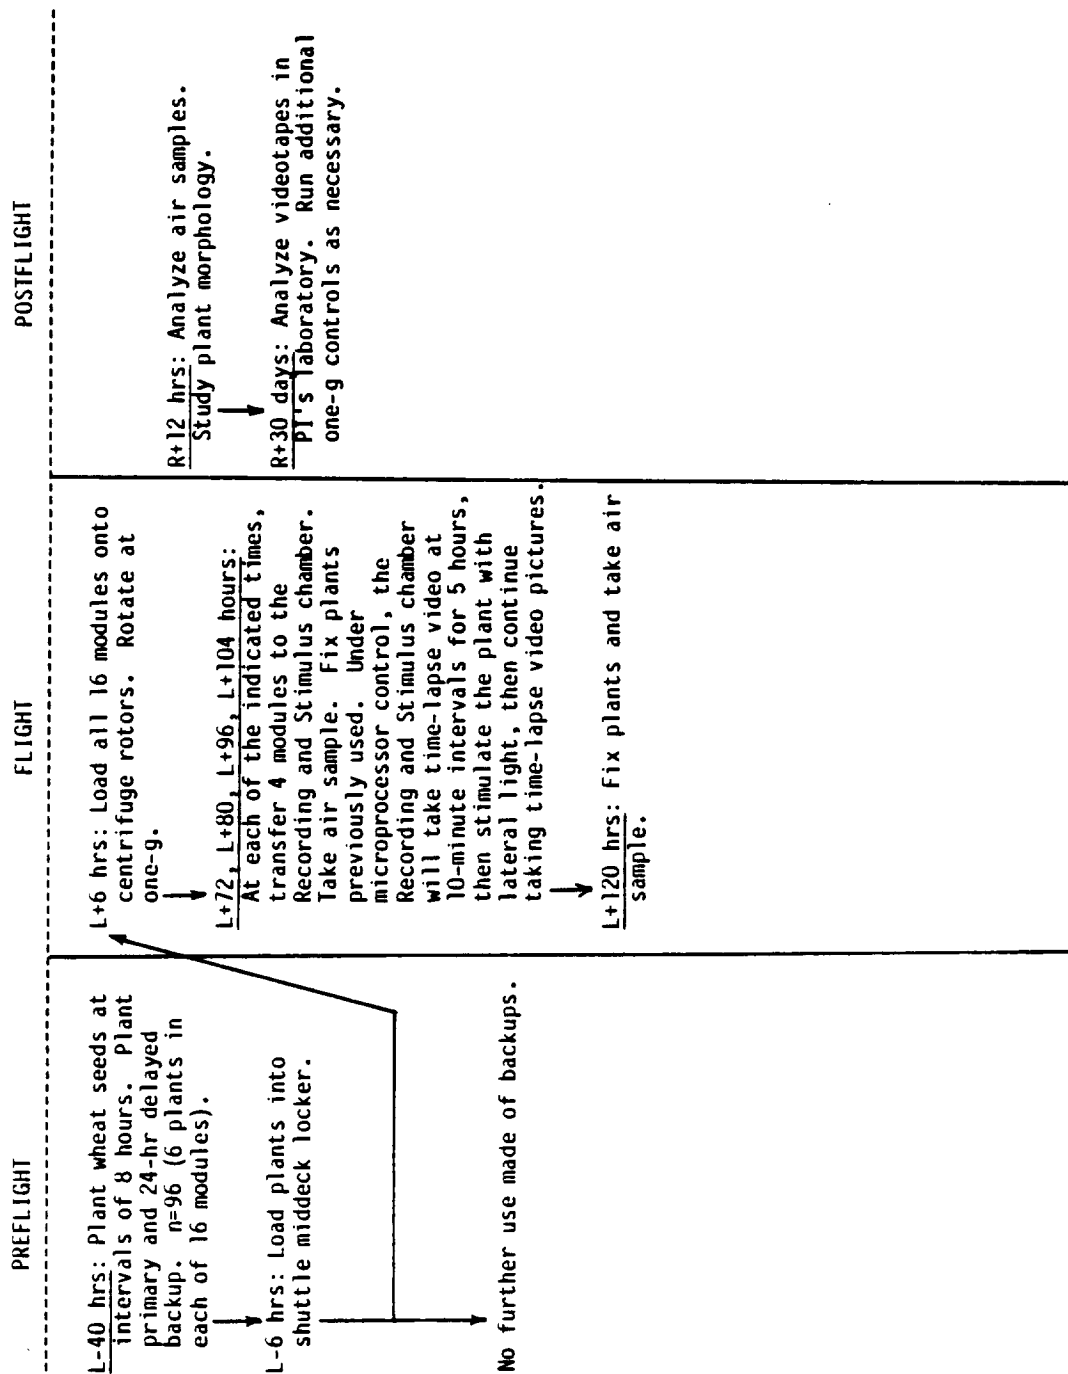 PREFLIGHT
L-40 hrs: Plant wheat seeds at
intervals of 8 hours. Plant
primary and 24-hr delayed
backup. n=96 (6 plants in
each of 16 modules).
L-6 hrs: Load plants into
shuttle middeck locker.
No further use made of backups.
FLIGHT
L+6 hrs: Load all 16 modules onto
centrifuge rotors. Rotate at
one-g.
L+72, L+80, L+96, L+104 hours:
At each of the indicated times,
transfer 4 modules to the
Recording and Stimulus chamber.
Take air sample. Fix plants
previously used. Under
microprocessor control, the
Recording and Stimulus chamber
will take time-lapse video at
10-minute intervals for 5 hours,
then stimulate the plant with
lateral light, then continue
taking time-lapse video pictures.
L+120 hrs: Fix plants and take air
sample.
POSTFLIGHT
R+12 hrs: Analyze air samples.
Study plant morphology.
R+30 days: Analyze videotapes in
PI's laboratory. Run additional
one-g controls as necessary.